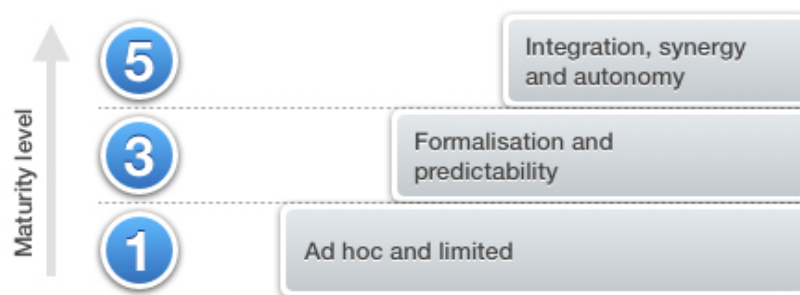 5
Integration, synergy
and autonomy
3
Formalisation and
predictability
1
Ad hoc and limited
Maturity level